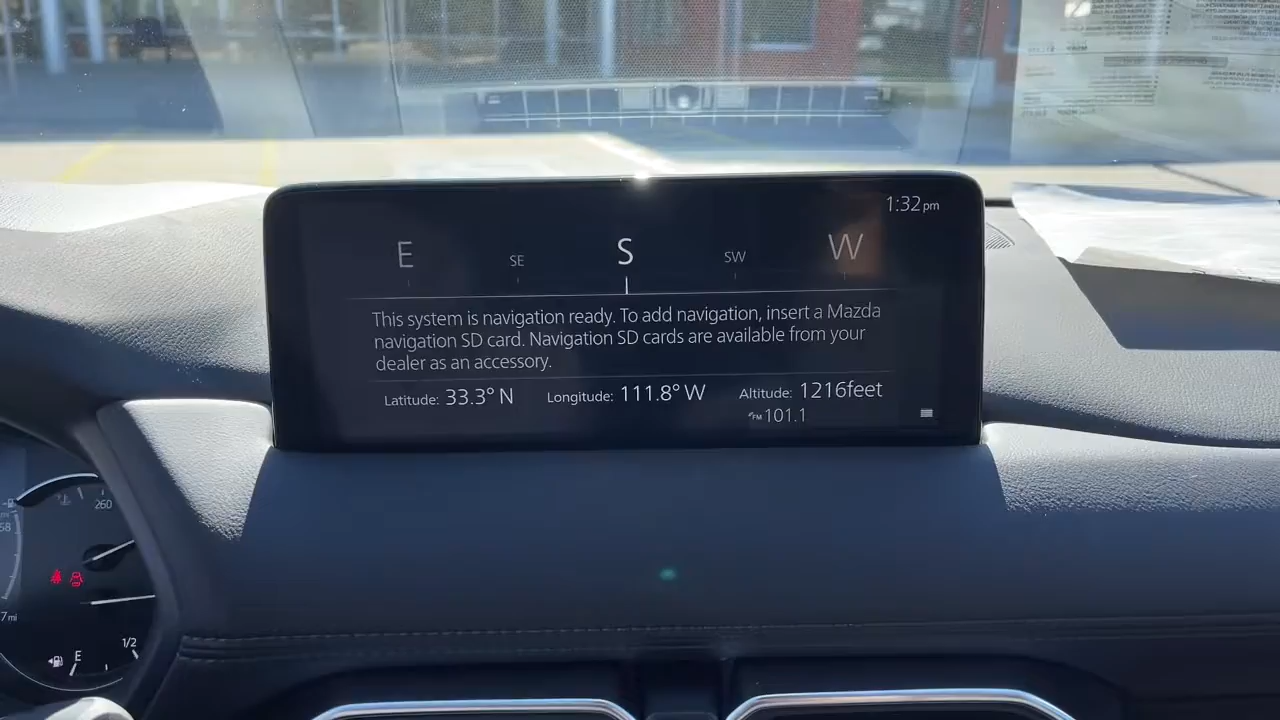 1:32pm
E SE S SW W
This system is navigation ready. To add navigation, insert a Mazda
navigation SD card. Navigation SD cards are available from your
dealer as an accessory.
Latitude: 33.3° N Longitude: 111.8° W Altitude: 1216feet
FM 101.1
260
7mi
1/2
E